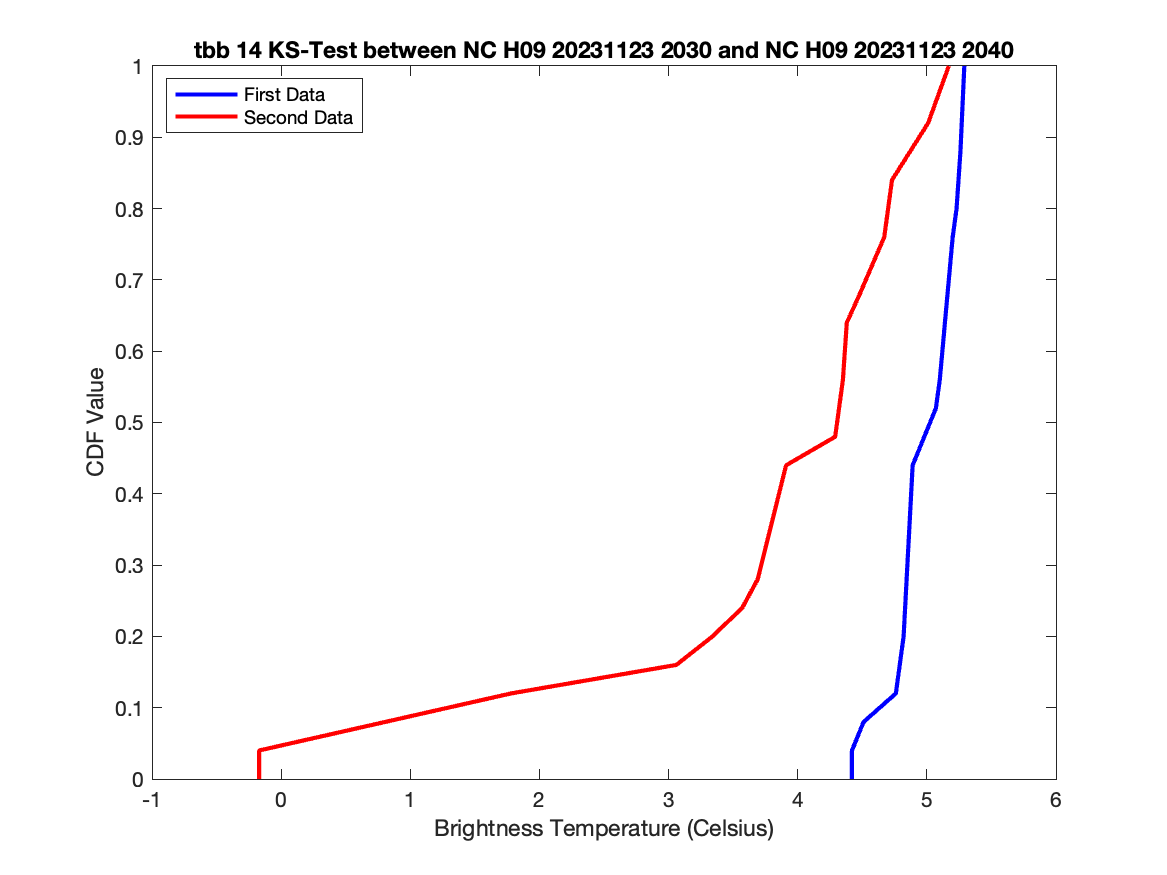 tbb 14 KS-Test between NC H09 20231123 2030 and NC H09 20231123 2040
First Data
Second Data
1
0.9
0.8
0.7
0.6
0.5
0.4
0.3
0.2
0.1
0
CDF Value
-1 0 1 2 3 4 5 6
Brightness Temperature (Celsius)